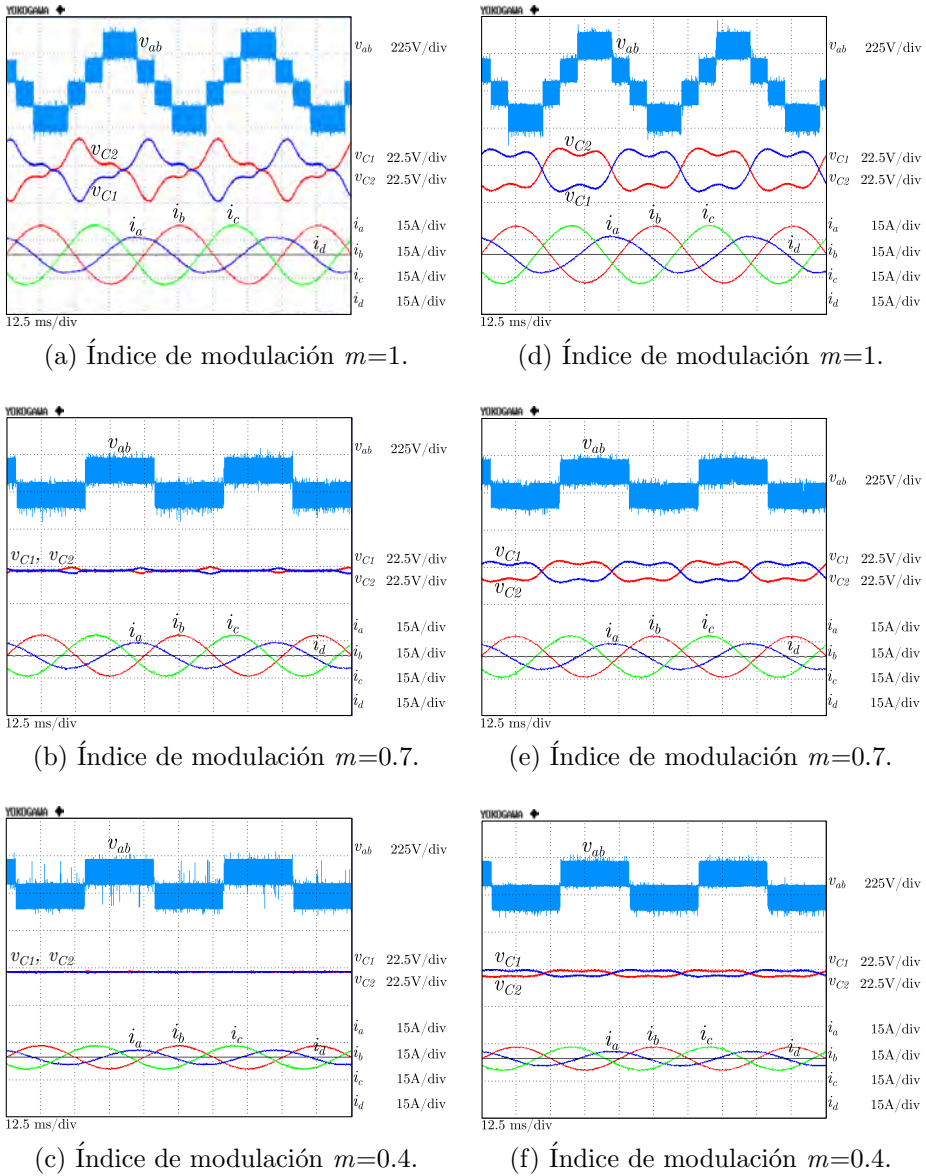 YOKOGAWA
v_ab
v_ab 225V/div
v_C2
v_C1 22.5V/div
v_C2 22.5V/div
v_C1
i_a i_b i_c
i_d
i_a 15A/div
i_b 15A/div
i_c 15A/div
i_d 15A/div
12.5 ms/div
(a) Índice de modulación m=1.
YOKOGAWA
v_ab
v_ab 225V/div
v_C2
v_C1 22.5V/div
v_C2 22.5V/div
v_C1
i_a i_b i_c
i_d
i_a 15A/div
i_b 15A/div
i_c 15A/div
i_d 15A/div
12.5 ms/div
(d) Índice de modulación m=1.
YOKOGAWA
v_ab
v_ab 225V/div
v_C1, v_C2
v_C1 22.5V/div
v_C2 22.5V/div
i_a i_b i_c
i_d
i_a 15A/div
i_b 15A/div
i_c 15A/div
i_d 15A/div
12.5 ms/div
(b) Índice de modulación m=0.7.
YOKOGAWA
v_ab
v_ab 225V/div
v_C1
v_C2
v_C1 22.5V/div
v_C2 22.5V/div
i_a i_b i_c
i_d
i_a 15A/div
i_b 15A/div
i_c 15A/div
i_d 15A/div
12.5 ms/div
(e) Índice de modulación m=0.7.
YOKOGAWA
v_ab
v_ab 225V/div
v_C1, v_C2
v_C1 22.5V/div
v_C2 22.5V/div
i_a i_b i_c
i_d
i_a 15A/div
i_b 15A/div
i_c 15A/div
i_d 15A/div
12.5 ms/div
(c) Índice de modulación m=0.4.
YOKOGAWA
v_ab
v_ab 225V/div
v_C1
v_C2
v_C1 22.5V/div
v_C2 22.5V/div
i_a i_b i_c
i_d
i_a 15A/div
i_b 15A/div
i_c 15A/div
i_d 15A/div
12.5 ms/div
(f) Índice de modulación m=0.4.